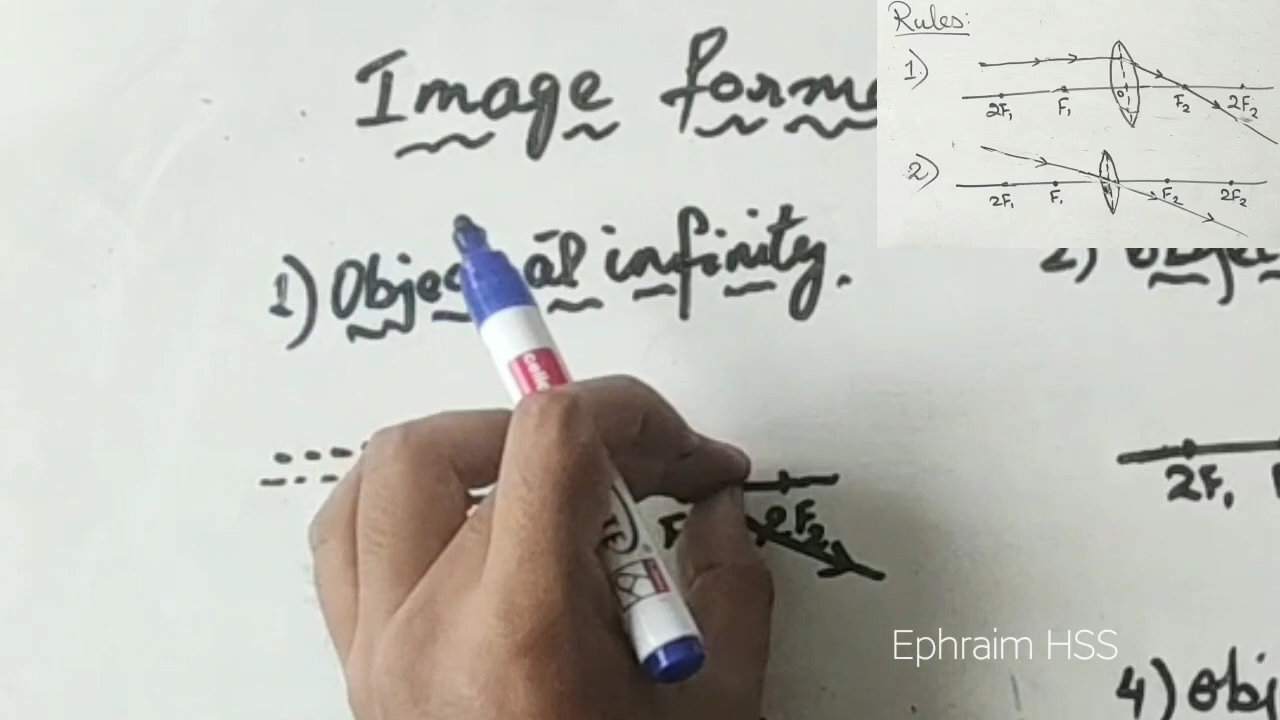 Rules:
1)
2F₁ F₁ O F₂ 2F₂
2)
2F₁ F₁ F₂ 2F₂
Image
1) Object at infinity.
2)
2F₂
2F₁
4)
Ephraim HSS